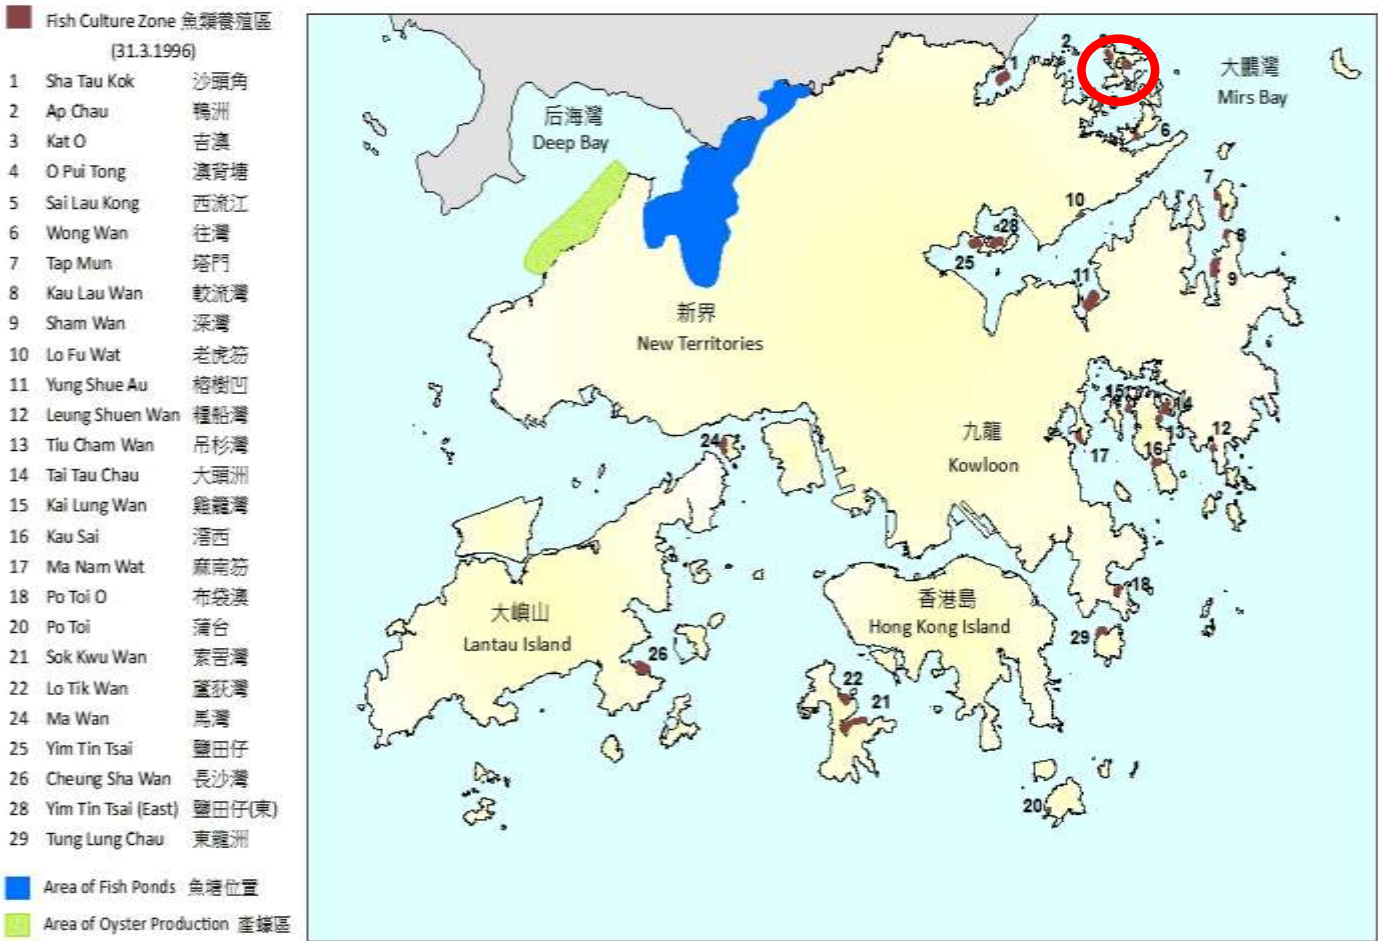 Fish Culture Zone 魚類養殖區
(31.3.1996)
1 Sha Tau Kok 沙頭角
2 Ap Chau 鴨洲
3 Kat O 吉澳
4 O Pui Tong 澳背塘
5 Sai Lau Kong 西流江
6 Wong Wan 往灣
7 Tap Mun 塔門
8 Kau Lau Wan 較流灣
9 Sham Wan 深灣
10 Lo Fu Wat 老虎笏
11 Yung Shue Au 榕樹凹
12 Leung Shuen Wan 糧船灣
13 Tiu Cham Wan 吊杉灣
14 Tai Tau Chau 大頭洲
15 Kai Lung Wan 雞籠灣
16 Kau Sai 滘西
17 Ma Nam Wat 麻南笏
18 Po Toi O 布袋澳
20 Po Toi 蒲台
21 Sok Kwu Wan 索罟灣
22 Lo Tik Wan 蘆荻灣
24 Ma Wan 馬灣
25 Yim Tin Tsai 鹽田仔
26 Cheung Sha Wan 長沙灣
28 Yim Tin Tsai (East) 鹽田仔(東)
29 Tung Lung Chau 東龍洲
Area of Fish Ponds 魚塘位置
Area of Oyster Production 產蠔區
2
1
大鵬灣
Mirs Bay
后海灣
Deep Bay
6
7
10
28
8
25
11
9
新界
New Territories
15
14
13
12
九龍
Kowloon
24
17
16
18
大嶼山
Lantau Island
香港島
Hong Kong Island
29
26
22
21
20